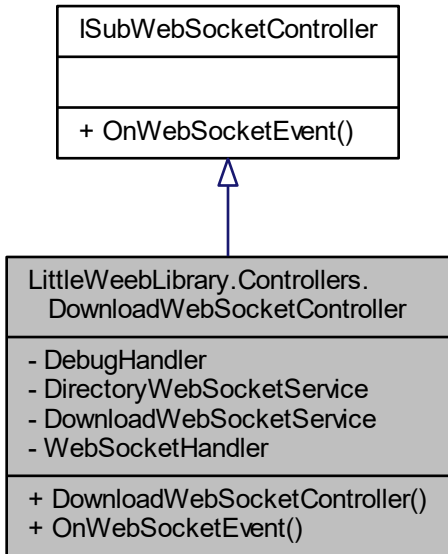 ISubWebSocketController
+ OnWebSocketEvent()
LittleWeebLibrary.Controllers.
DownloadWebSocketController
- DebugHandler
- DirectoryWebSocketService
- DownloadWebSocketService
- WebSocketHandler
+ DownloadWebSocketController()
+ OnWebSocketEvent()